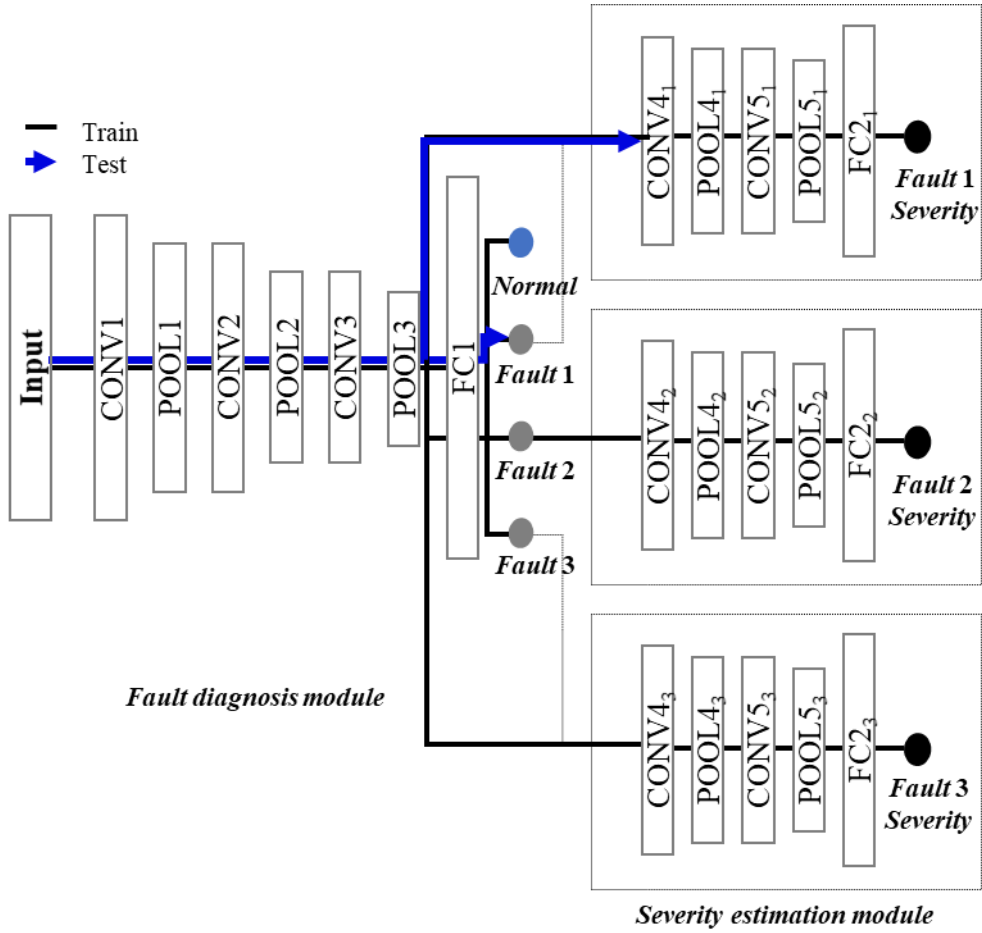 Train
Test
Input
CONV1
POOL1
CONV2
POOL2
CONV3
POOL3
FC1
Normal
Fault 1
Fault 2
Fault 3
CONV4₁
POOL4₁
CONV5₁
POOL5₁
FC2₁
Fault 1
Severity
CONV4₂
POOL4₂
CONV5₂
POOL5₂
FC2₂
Fault 2
Severity
CONV4₃
POOL4₃
CONV5₃
POOL5₃
FC2₃
Fault 3
Severity
Fault diagnosis module
Severity estimation module